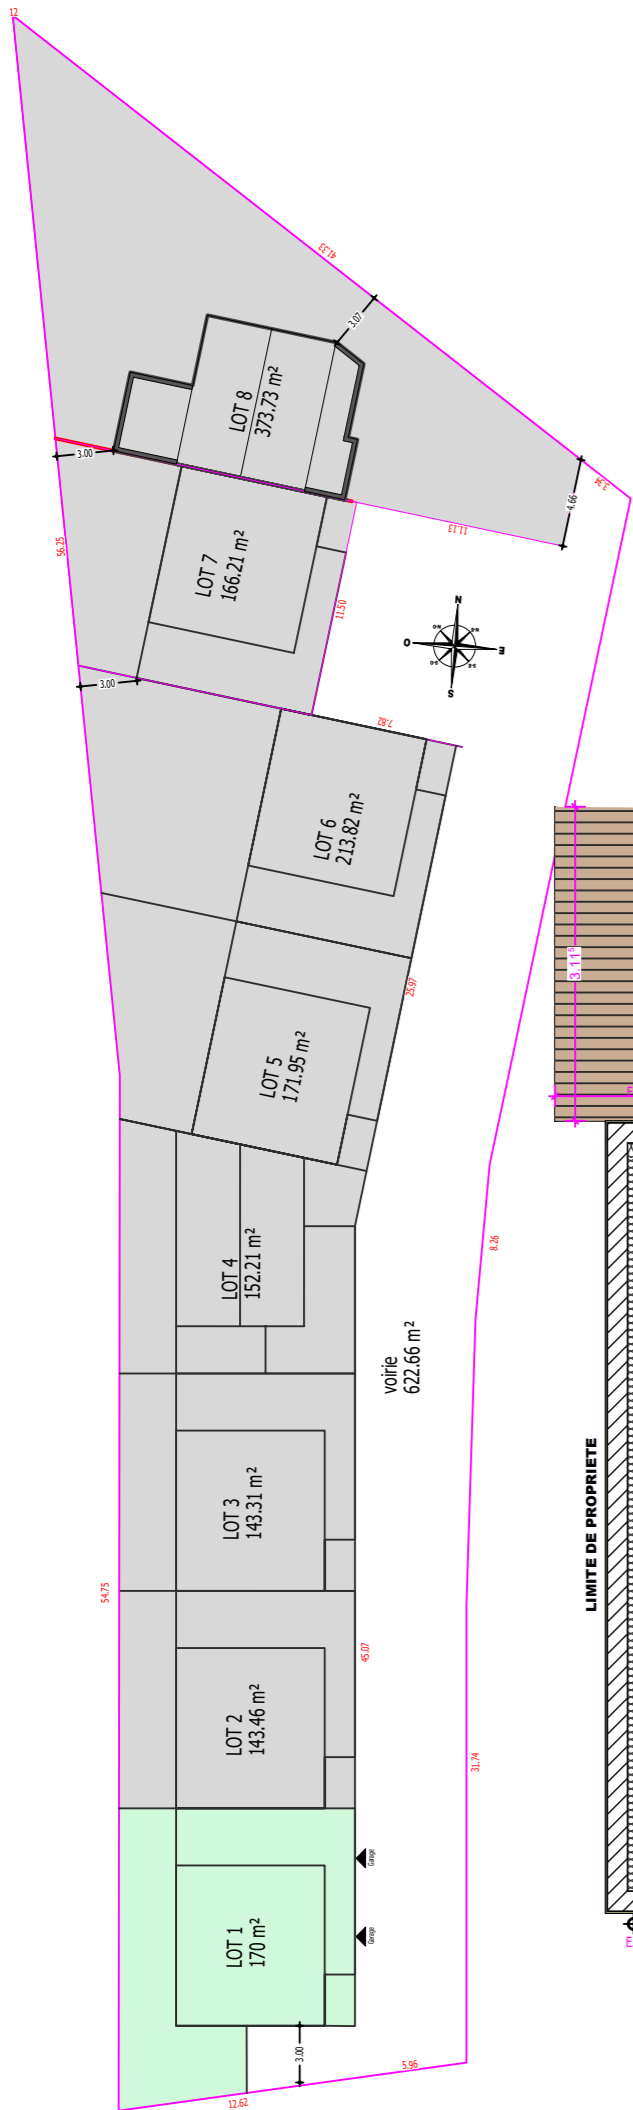 12
41.33
3.07
LOT 8
373.73 m²
3.00
56.25
3.94
4.66
11.13
LOT 7
166.21 m²
11.50
N
N-O
N-E
O
E
S-O
S-E
S
3.00
7.82
LOT 6
213.82 m²
3.11⁵
25.97
LOT 5
171.95 m²
8.26
LOT 4
152.21 m²
voirie
622.66 m²
LIMITE DE PROPRIETE
LOT 3
143.31 m²
54.75
45.07
LOT 2
143.46 m²
31.74
Garage
LOT 1
170 m²
Garage
3.00
5.96
12.62